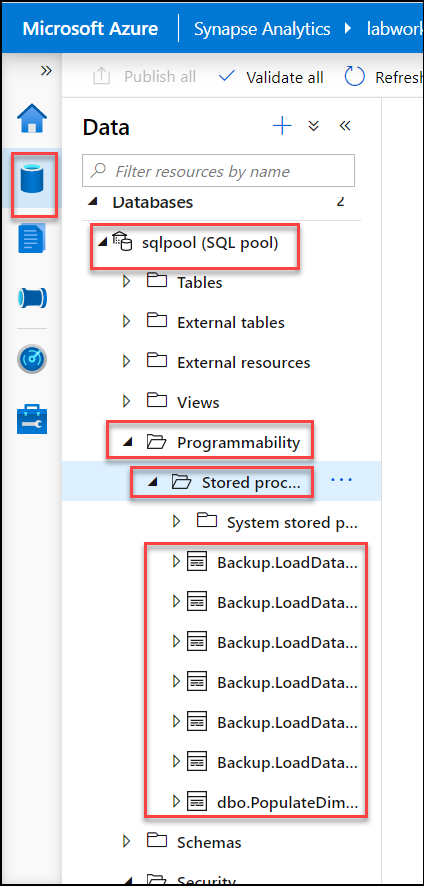 Microsoft Azure Synapse Analytics labwork
Publish all Validate all Refresh
Data
Filter resources by name
Databases 2
sqlpool (SQL pool)
Tables
External tables
External resources
Views
Programmability
Stored proc...
System stored p...
Backup.LoadData...
Backup.LoadData...
Backup.LoadData...
Backup.LoadData...
Backup.LoadData...
Backup.LoadData...
dbo.PopulateDim...
Schemas
Security